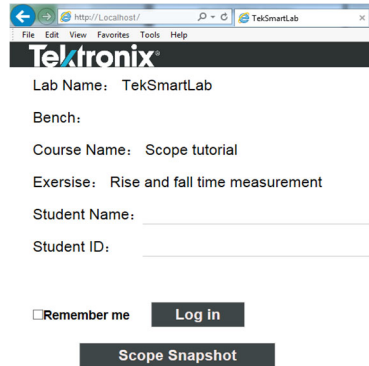 http://Localhost/
TekSmartLab
File Edit View Favorites Tools Help
Tektronix®
Lab Name: TekSmartLab
Bench:
Course Name: Scope tutorial
Exersise: Rise and fall time measurement
Student Name:
Student ID:
Remember me
Log in
Scope Snapshot